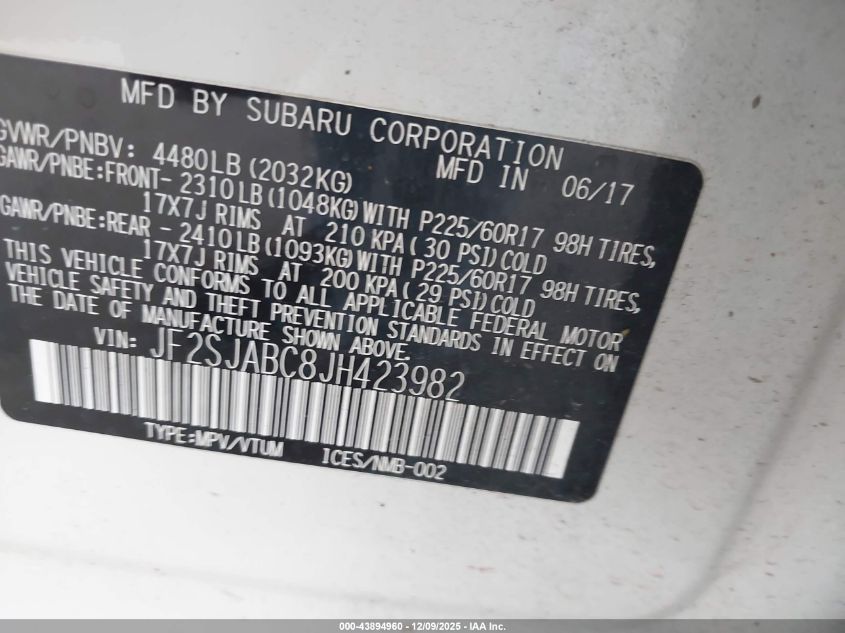 MFD BY SUBARU CORPORATION
GVWR/PNBV: 4480LB(2032KG) MFD IN 06/17
GAWR/PNBE:FRONT- 2310LB(1048KG)WITH P225/60R17 98H TIRES,
17X7J RIMS AT 210 KPA( 30 PSI)COLD
GAWR/PNBE:REAR - 2410LB(1093KG)WITH P225/60R17 98H TIRES,
17X7J RIMS AT 200 KPA( 29 PSI)COLD
THIS VEHICLE CONFORMS TO ALL APPLICABLE FEDERAL MOTOR
VEHICLE SAFETY AND THEFT PREVENTION STANDARDS IN EFFECT ON
THE DATE OF MANUFACTURE SHOWN ABOVE.
VIN: JF2SJABC8JH423982
TYPE:MPV/VTUM ICES/NMB-002
000-43894960 - 12/09/2025 - IAA Inc.